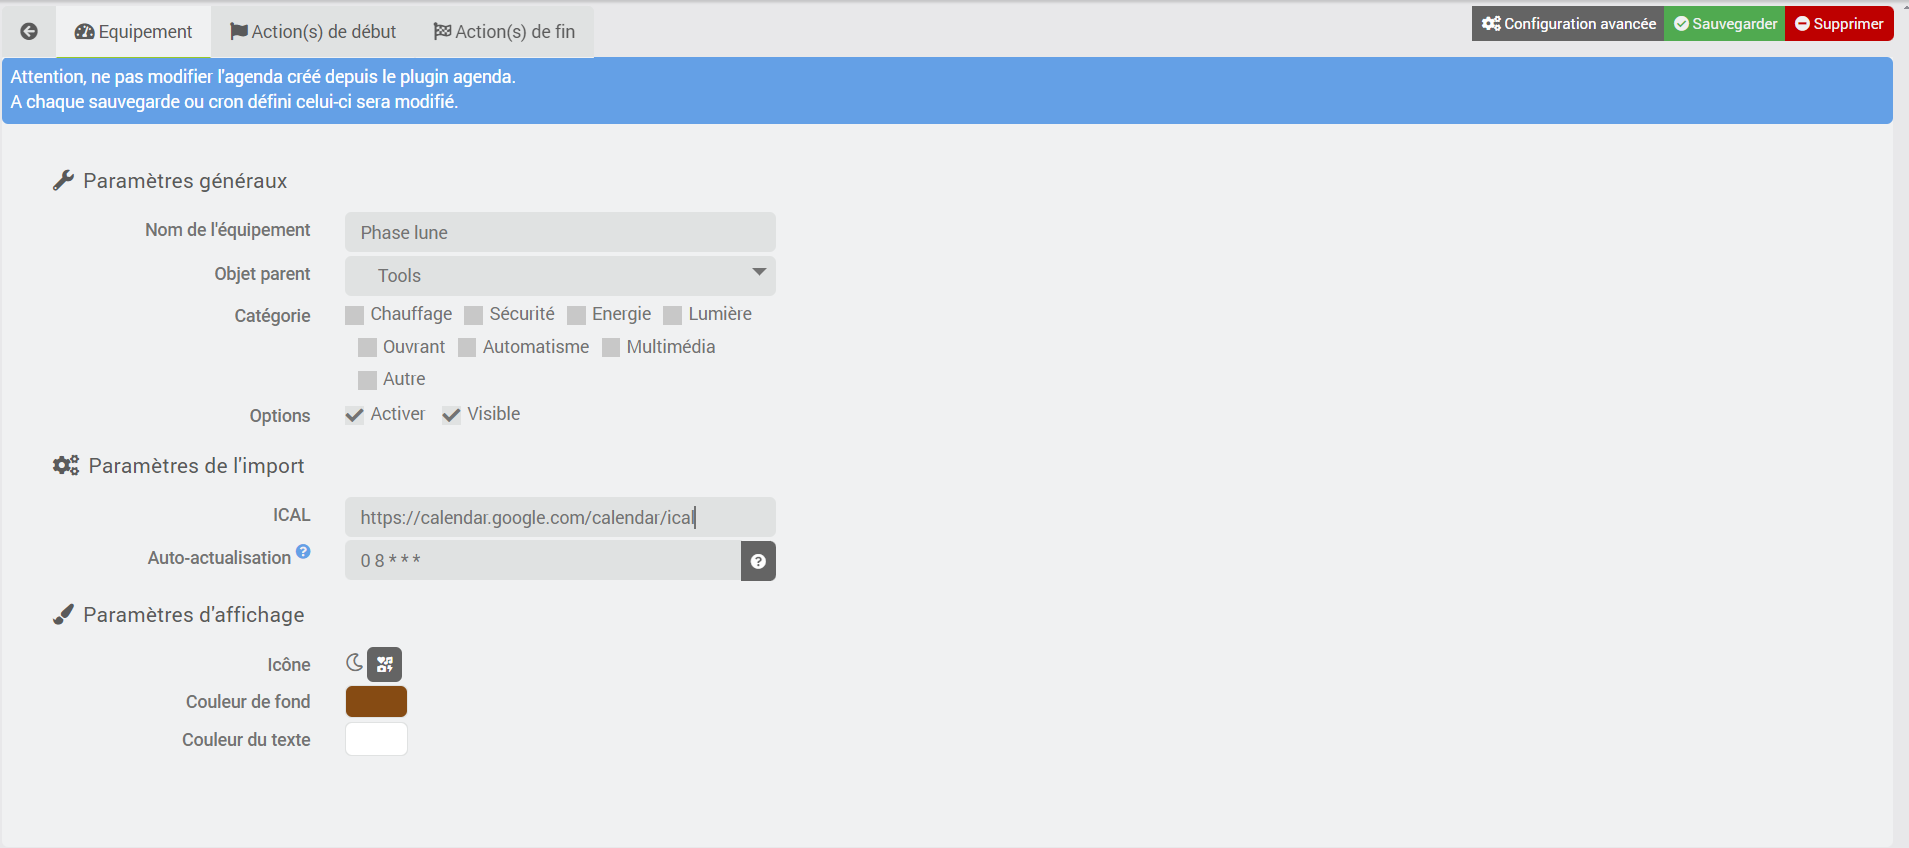 Equipement
Action(s) de début
Action(s) de fin
Configuration avancée
Sauvegarder
Supprimer
Attention, ne pas modifier l'agenda créé depuis le plugin agenda.
A chaque sauvegarde ou cron défini celui-ci sera modifié.
Paramètres généraux
Nom de l'équipement
Phase lune
Objet parent
Tools
Catégorie
Chauffage Sécurité Energie Lumière
Ouvrant Automatisme Multimédia
Autre
Options
Activer Visible
Paramètres de l'import
ICAL
https://calendar.google.com/calendar/ical
Auto-actualisation ?
0 8 * * *
?
Paramètres d'affichage
Icône
Couleur de fond
Couleur du texte